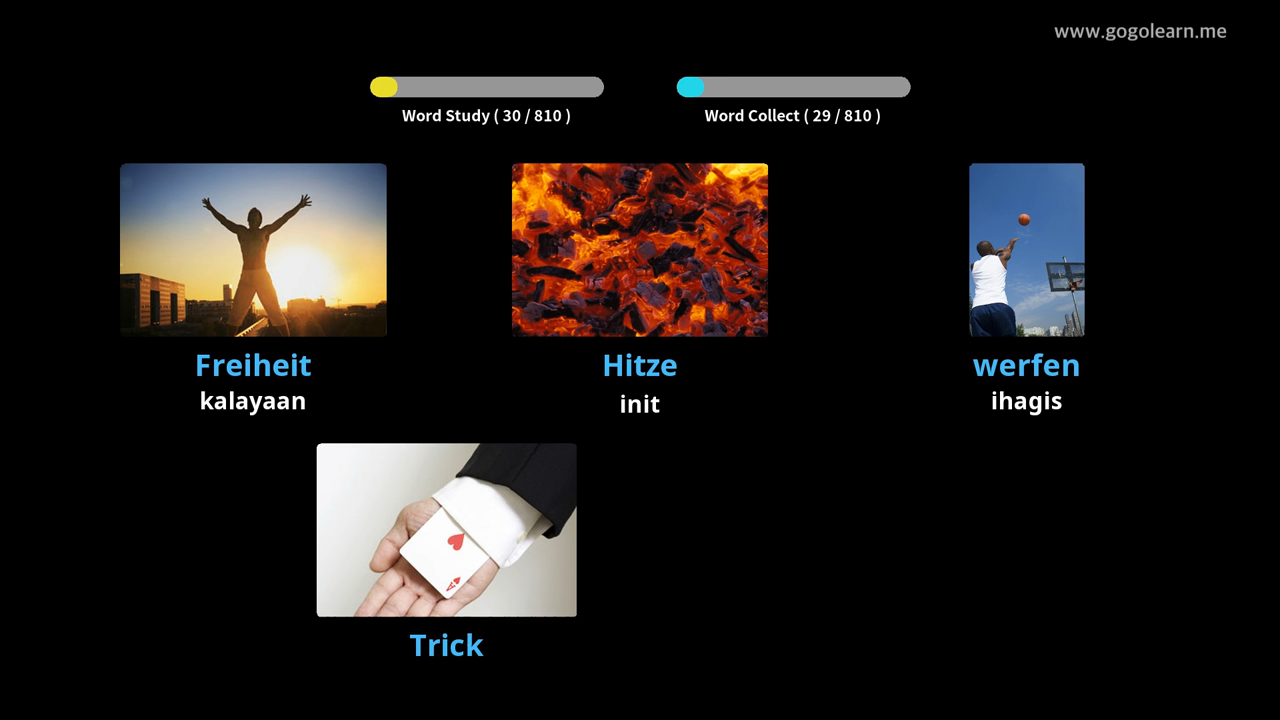 www.gogolearn.me
Word Study ( 30 / 810 )
Word Collect ( 29 / 810 )
Freiheit
kalayaan
Hitze
init
werfen
ihagis
A
Trick